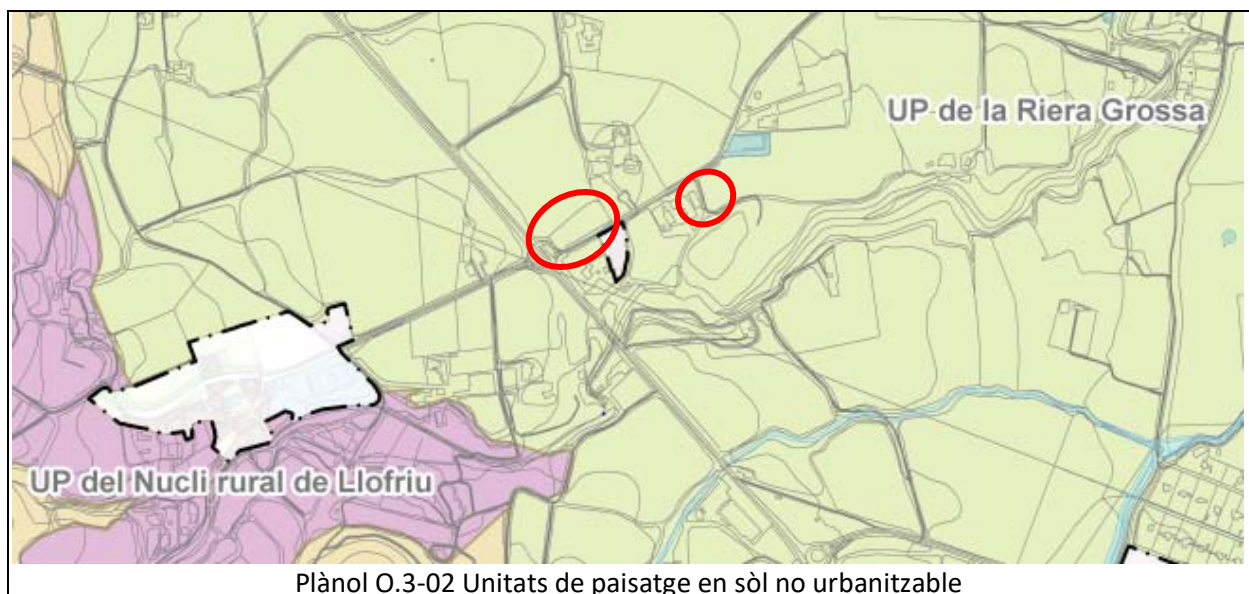 UP de la Riera Grossa
UP del Nucli rural de Llofriu
Plànol O.3-02 Unitats de paisatge en sòl no urbanitzable